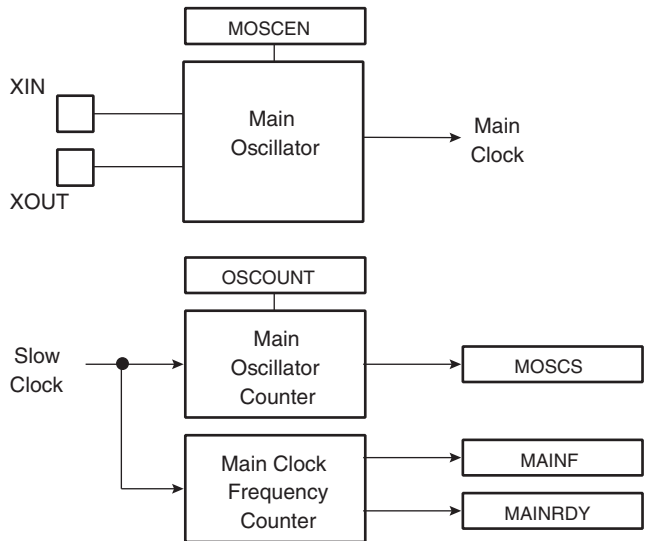 MOSCEN
XIN
Main
Oscillator
Main
Clock
XOUT
OSCOUNT
Slow
Clock
Main
Oscillator
Counter
MOSCS
Main Clock
Frequency
Counter
MAINF
MAINRDY